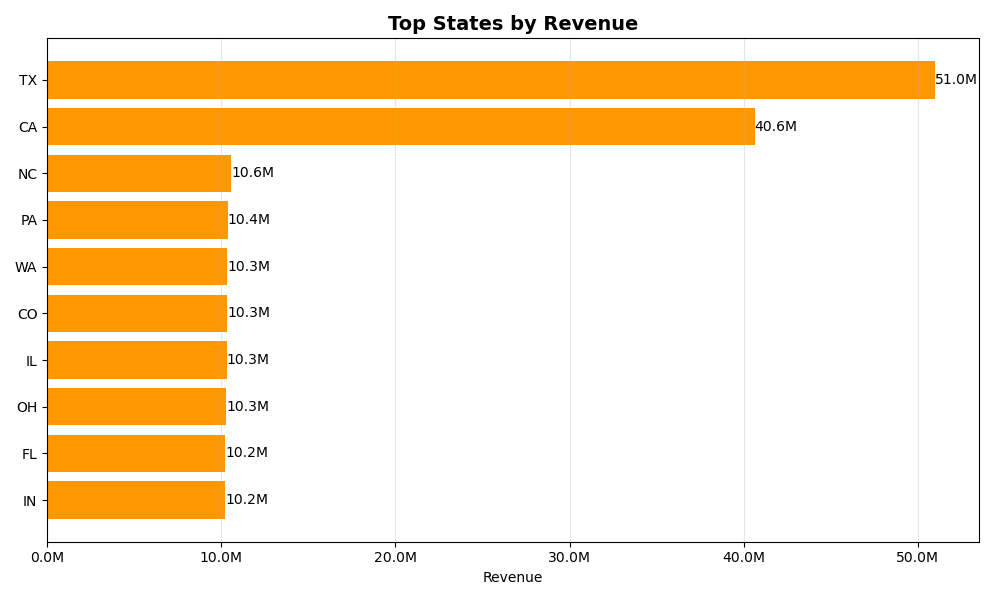 Top States by Revenue
TX 51.0M
CA 40.6M
NC 10.6M
PA 10.4M
WA 10.3M
CO 10.3M
IL 10.3M
OH 10.3M
FL 10.2M
IN 10.2M
0.0M 10.0M 20.0M 30.0M 40.0M 50.0M
Revenue